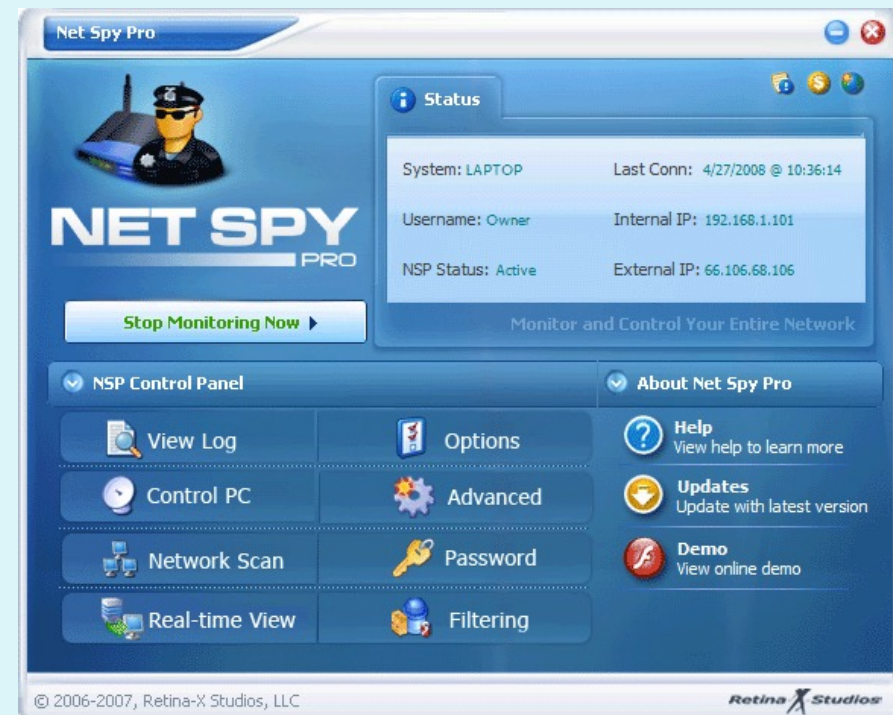 Net Spy Pro
Status
System: LAPTOP
Last Conn: 4/27/2008 @ 10:36:14
Username: Owner
Internal IP: 192.168.1.101
NSP Status: Active
External IP: 66.106.68.106
NET SPY
PRO
Stop Monitoring Now
Monitor and Control Your Entire Network
NSP Control Panel
View Log
Options
Control PC
Advanced
Network Scan
Password
Real-time View
Filtering
About Net Spy Pro
Help
View help to learn more
Updates
Update with latest version
Demo
View online demo
© 2006-2007, Retina-X Studios, LLC
Retina X Studios